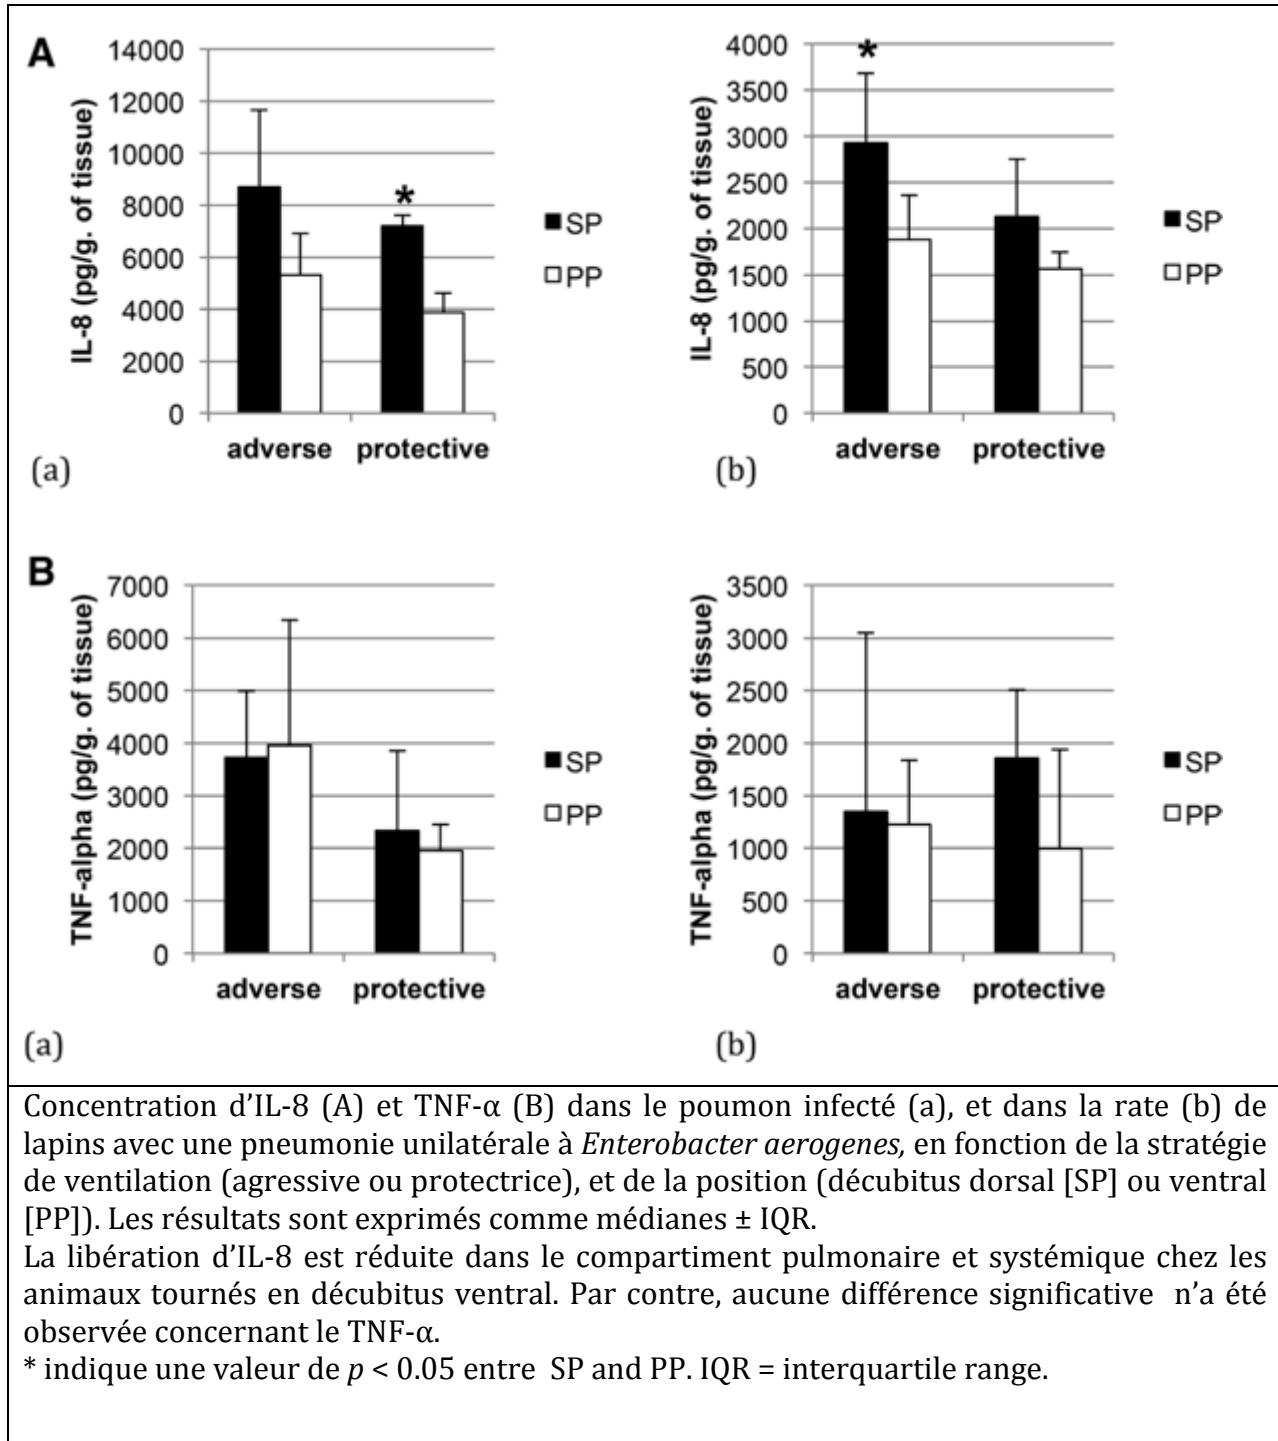 A
IL-8 (pg/g. of tissue)
14000
12000
10000
8000
6000
4000
2000
0
*
adverse protective
SP
PP
(a)
IL-8 (pg/g. of tissue)
4000
3500
3000
2500
2000
1500
1000
500
0
*
adverse protective
SP
PP
(b)
B
TNF-alpha (pg/g. of tissue)
7000
6000
5000
4000
3000
2000
1000
0
adverse protective
SP
PP
(a)
TNF-alpha (pg/g. of tissue)
3500
3000
2500
2000
1500
1000
500
0
adverse protective
SP
PP
(b)
Concentration d’IL-8 (A) et TNF-α (B) dans le poumon infecté (a), et dans la rate (b) de
lapins avec une pneumonie unilatérale à Enterobacter aerogenes, en fonction de la stratégie
de ventilation (agressive ou protectrice), et de la position (décubitus dorsal [SP] ou ventral
[PP]). Les résultats sont exprimés comme médianes ± IQR.
La libération d’IL-8 est réduite dans le compartiment pulmonaire et systémique chez les
animaux tournés en décubitus ventral. Par contre, aucune différence significative n’a été
observée concernant le TNF-α.
* indique une valeur de p < 0.05 entre SP and PP. IQR = interquartile range.